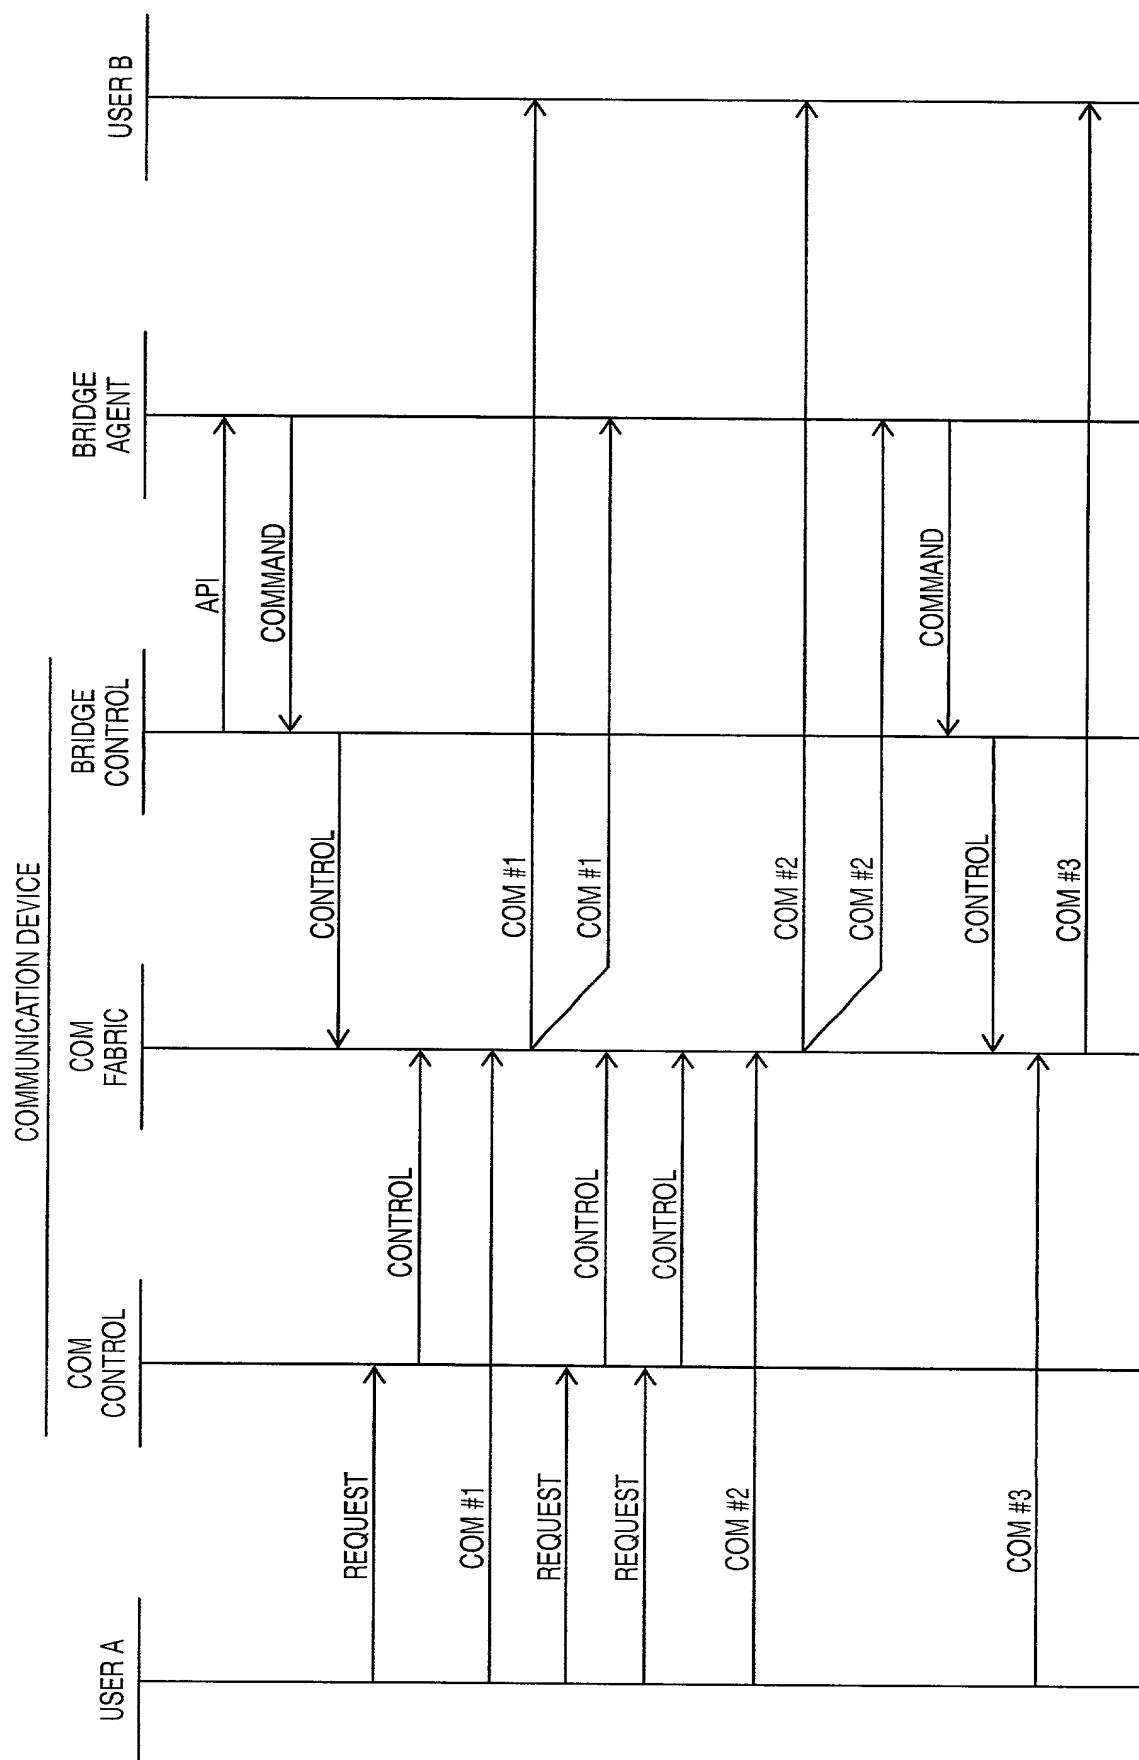 COMMUNICATION DEVICE
USER A
COM
CONTROL
COM
FABRIC
BRIDGE
CONTROL
BRIDGE
AGENT
USER B
API
COMMAND
CONTROL
REQUEST
CONTROL
COM #1
COM #1
REQUEST
CONTROL
COM #1
REQUEST
CONTROL
COM #2
COM #2
COM #2
COMMAND
CONTROL
COM #3
COM #3